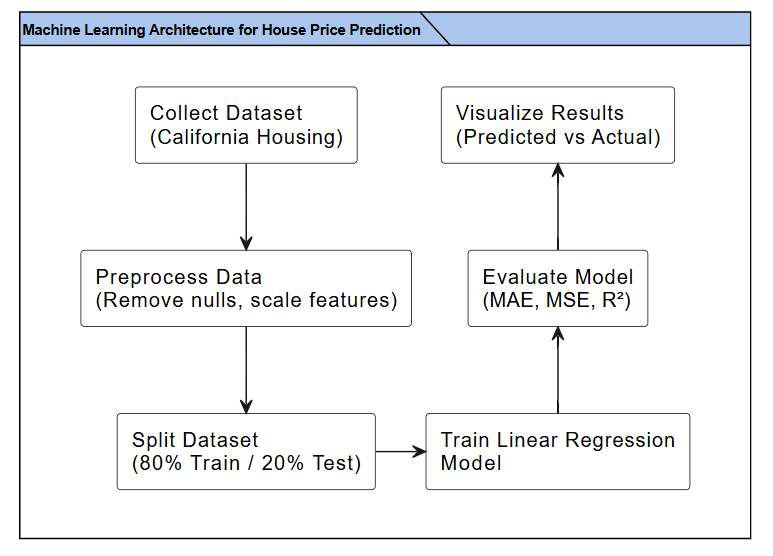 Machine Learning Architecture for House Price Prediction
Collect Dataset
(California Housing)
Preprocess Data
(Remove nulls, scale features)
Split Dataset
(80% Train / 20% Test)
Train Linear Regression
Model
Evaluate Model
(MAE, MSE, R²)
Visualize Results
(Predicted vs Actual)